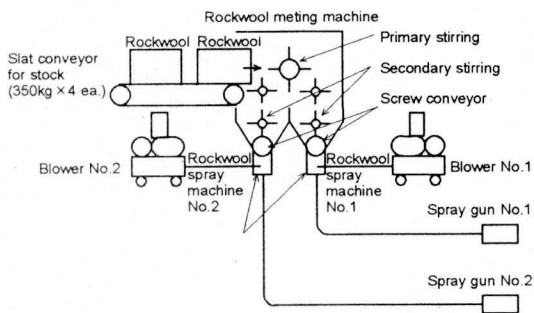 Rockwool meting machine
Rockwool Rockwool
Primary stirring
Slat conveyor
for stock
(350kg × 4 ea.)
Secondary stirring
Screw conveyor
Blower No.2
Rockwool
spray
machine
No.2
Rockwool
spray
machine
No.1
Blower No.1
Spray gun No.1
Spray gun No.2